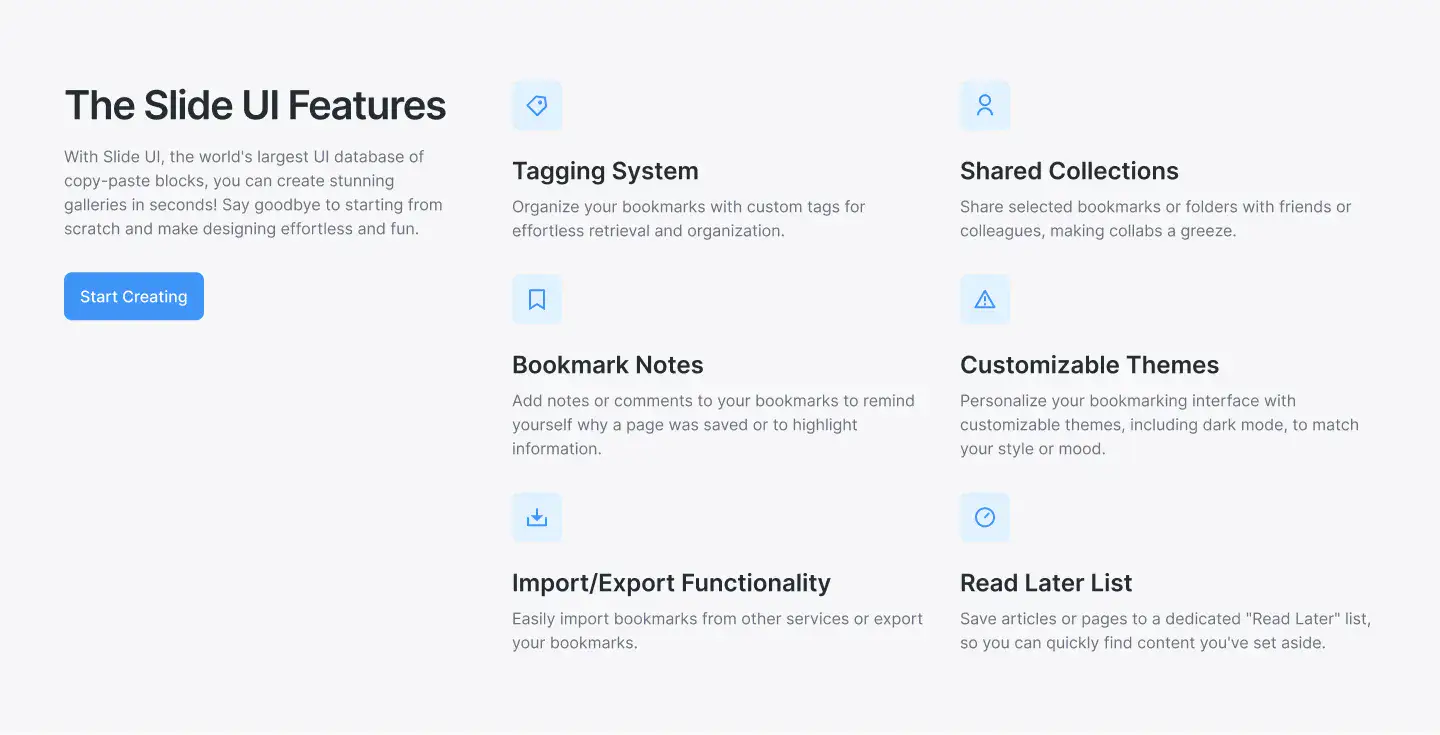 The Slide UI Features
With Slide UI, the world's largest UI database of
copy-paste blocks, you can create stunning
galleries in seconds! Say goodbye to starting from
scratch and make designing effortless and fun.
Start Creating
Tagging System
Organize your bookmarks with custom tags for
effortless retrieval and organization.
Shared Collections
Share selected bookmarks or folders with friends or
colleagues, making collabs a greeze.
Bookmark Notes
Add notes or comments to your bookmarks to remind
yourself why a page was saved or to highlight
information.
Customizable Themes
Personalize your bookmarking interface with
customizable themes, including dark mode, to match
your style or mood.
Import/Export Functionality
Easily import bookmarks from other services or export
your bookmarks.
Read Later List
Save articles or pages to a dedicated "Read Later" list,
so you can quickly find content you've set aside.